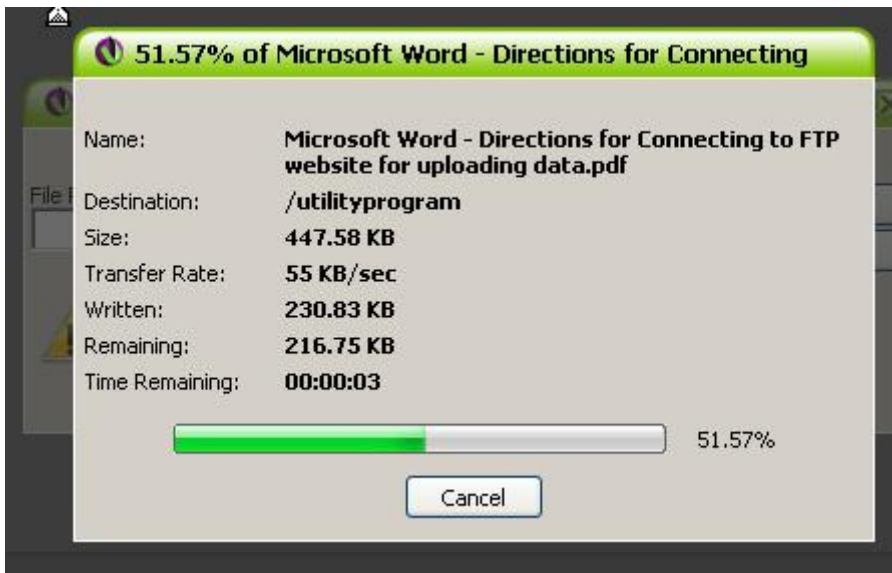 51.57% of Microsoft Word - Directions for Connecting
Name: Microsoft Word - Directions for Connecting to FTP
website for uploading data.pdf
File
Destination: /utilityprogram
Size: 447.58 KB
Transfer Rate: 55 KB/sec
Written: 230.83 KB
Remaining: 216.75 KB
Time Remaining: 00:00:03
51.57%
Cancel